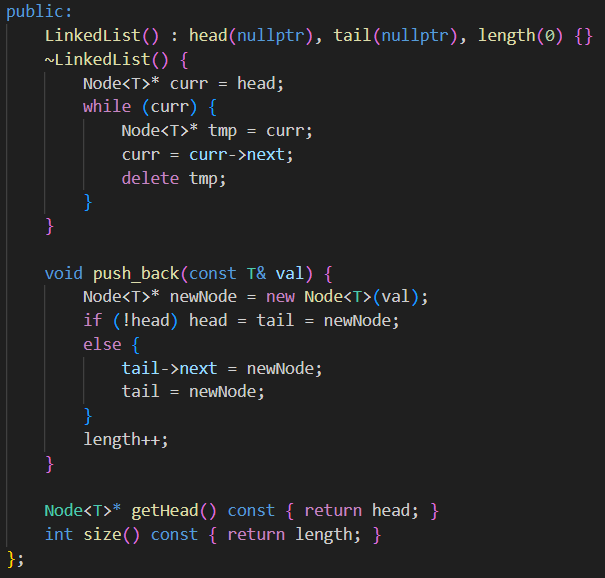 public:
    LinkedList() : head(nullptr), tail(nullptr), length(0) {}
    ~LinkedList() {
        Node<T>* curr = head;
        while (curr) {
            Node<T>* tmp = curr;
            curr = curr->next;
            delete tmp;
        }
    }

    void push_back(const T& val) {
        Node<T>* newNode = new Node<T>(val);
        if (!head) head = tail = newNode;
        else {
            tail->next = newNode;
            tail = newNode;
        }
        length++;
    }

    Node<T>* getHead() const { return head; }
    int size() const { return length; }
};